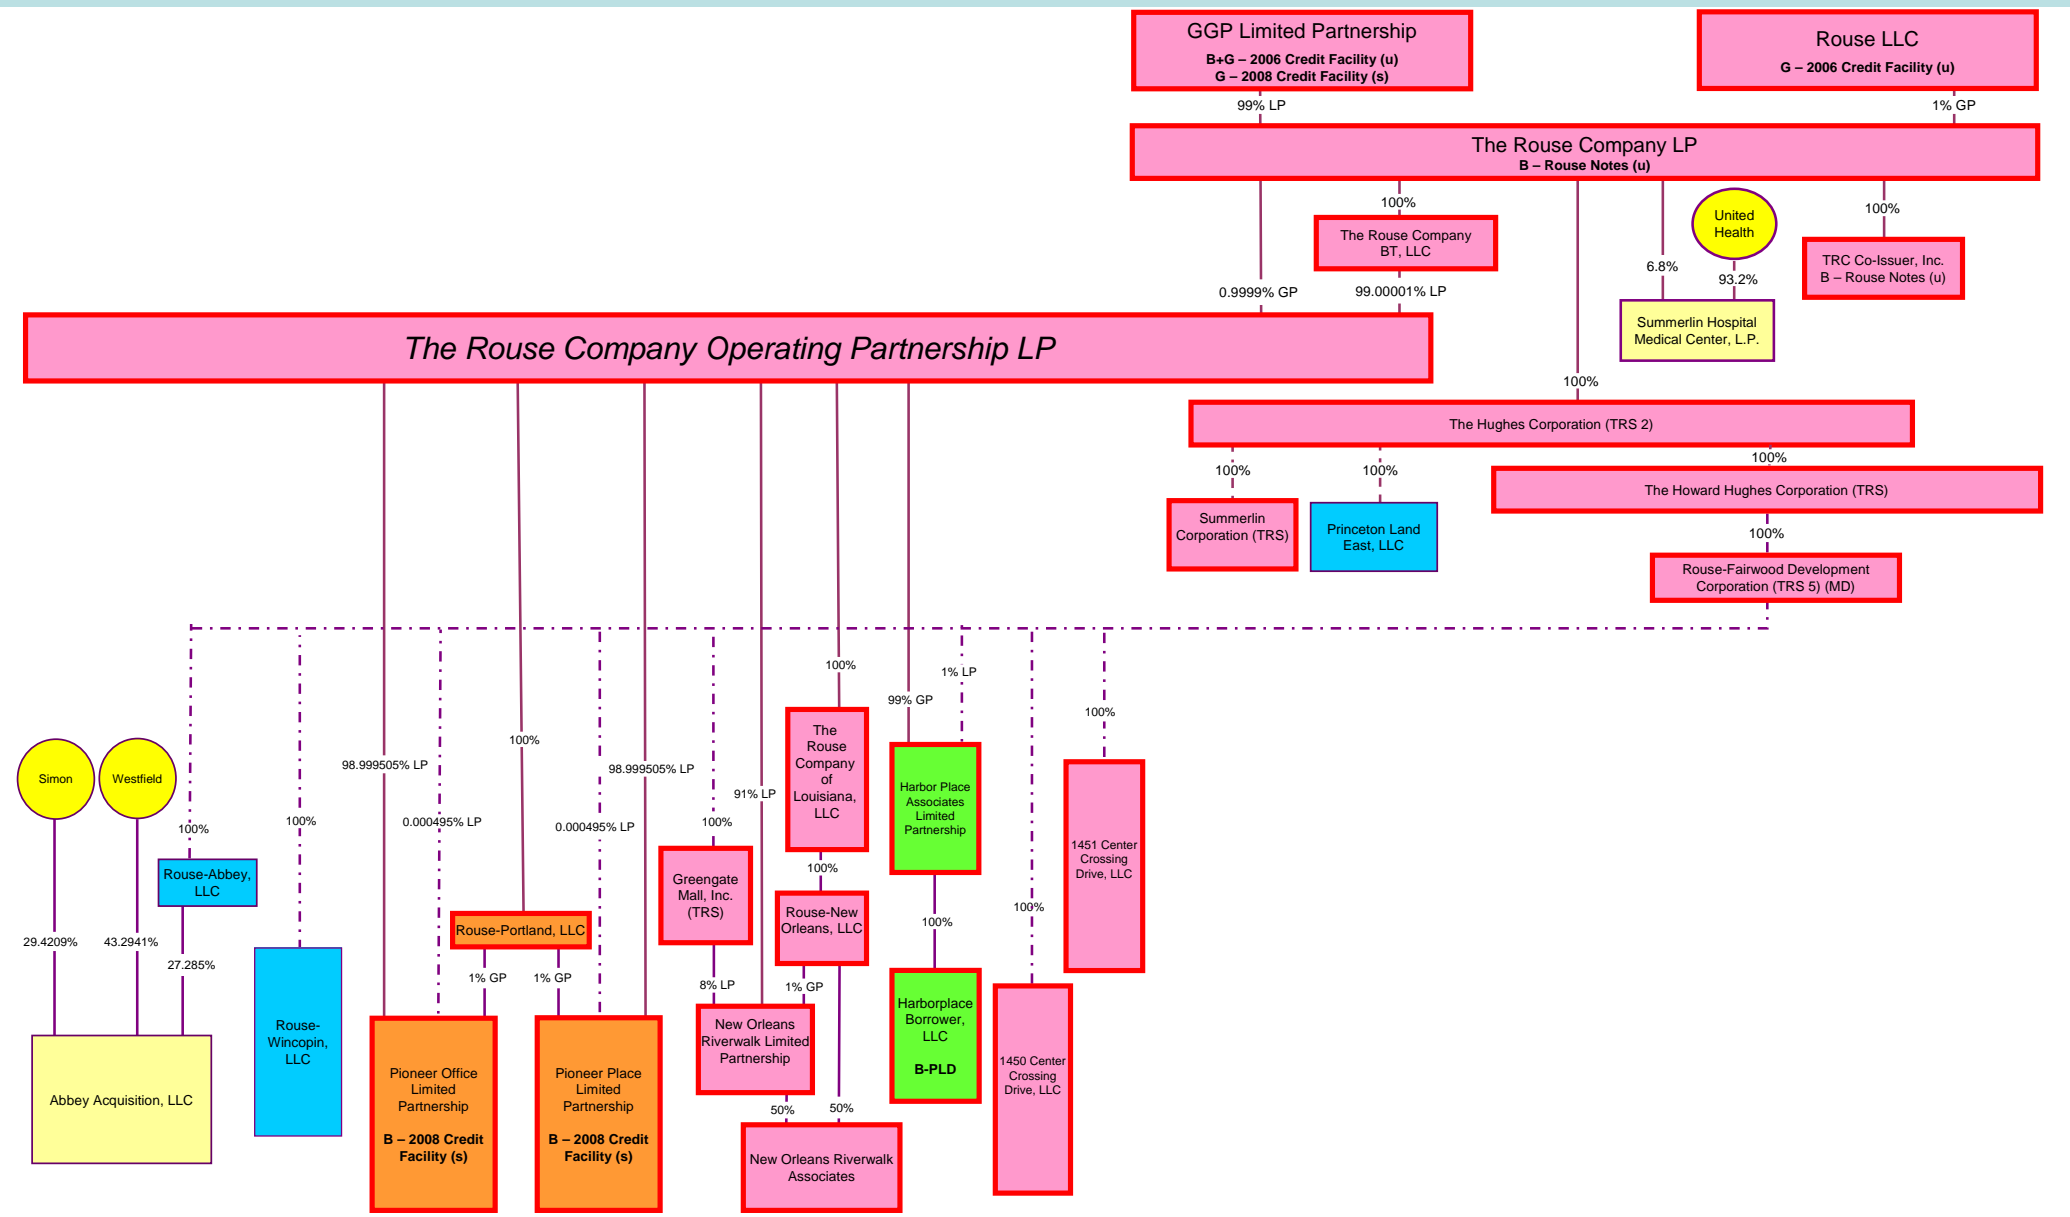 GGP Limited Partnership
B+G – 2006 Credit Facility (u)
G – 2008 Credit Facility (s)
Rouse LLC
G – 2006 Credit Facility (u)
99% LP
1% GP
The Rouse Company LP
B – Rouse Notes (u)
100%
The Rouse Company
BT, LLC
United
Health
100%
6.8%
93.2%
TRC Co-Issuer, Inc.
B – Rouse Notes (u)
0.9999% GP
99.00001% LP
Summerlin Hospital
Medical Center, L.P.
The Rouse Company Operating Partnership LP
100%
The Hughes Corporation (TRS 2)
100%
100%
100%
The Howard Hughes Corporation (TRS)
Summerlin
Corporation (TRS)
Princeton Land
East, LLC
100%
Rouse-Fairwood Development
Corporation (TRS 5) (MD)
100%
1% LP
99% GP
100%
100%
98.999505% LP
98.999505% LP
91% LP
0.000495% LP
0.000495% LP
100%
100%
100%
Simon
Westfield
The
Rouse
Company
of
Louisiana,
LLC
Harbor Place
Associates
Limited
Partnership
1451 Center
Crossing
Drive, LLC
Rouse-Abbey,
LLC
100%
Greengate
Mall, Inc.
(TRS)
Rouse-New
Orleans, LLC
100%
100%
Rouse-Portland, LLC
29.4209%
43.2941%
27.285%
1% GP
1% GP
8% LP
1% GP
Rouse-
Wincopin,
LLC
New Orleans
Riverwalk Limited
Partnership
Harborplace
Borrower,
LLC
B-PLD
1450 Center
Crossing
Drive, LLC
Abbey Acquisition, LLC
Pioneer Office
Limited
Partnership
B – 2008 Credit
Facility (s)
Pioneer Place
Limited
Partnership
B – 2008 Credit
Facility (s)
50%
50%
New Orleans Riverwalk
Associates